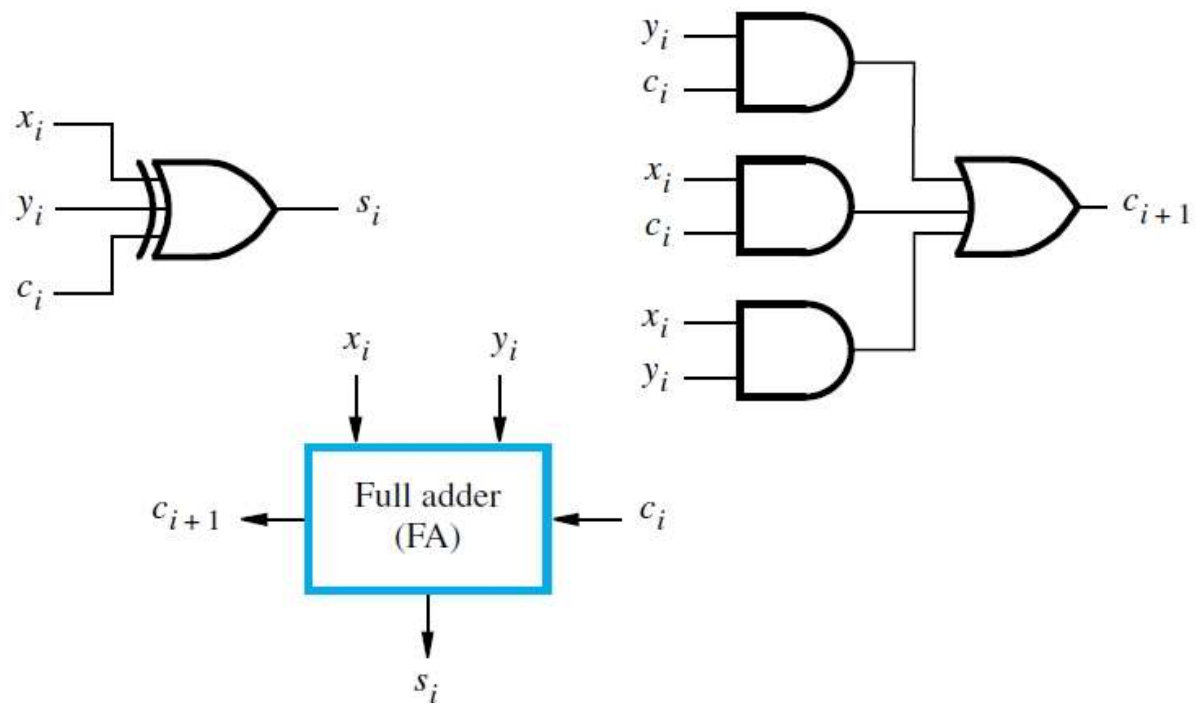 x_i
y_i
c_i
s_i
y_i
c_i
x_i
c_i
x_i
y_i
c_{i+1}
x_i
y_i
Full adder
(FA)
c_{i+1}
c_i
s_i